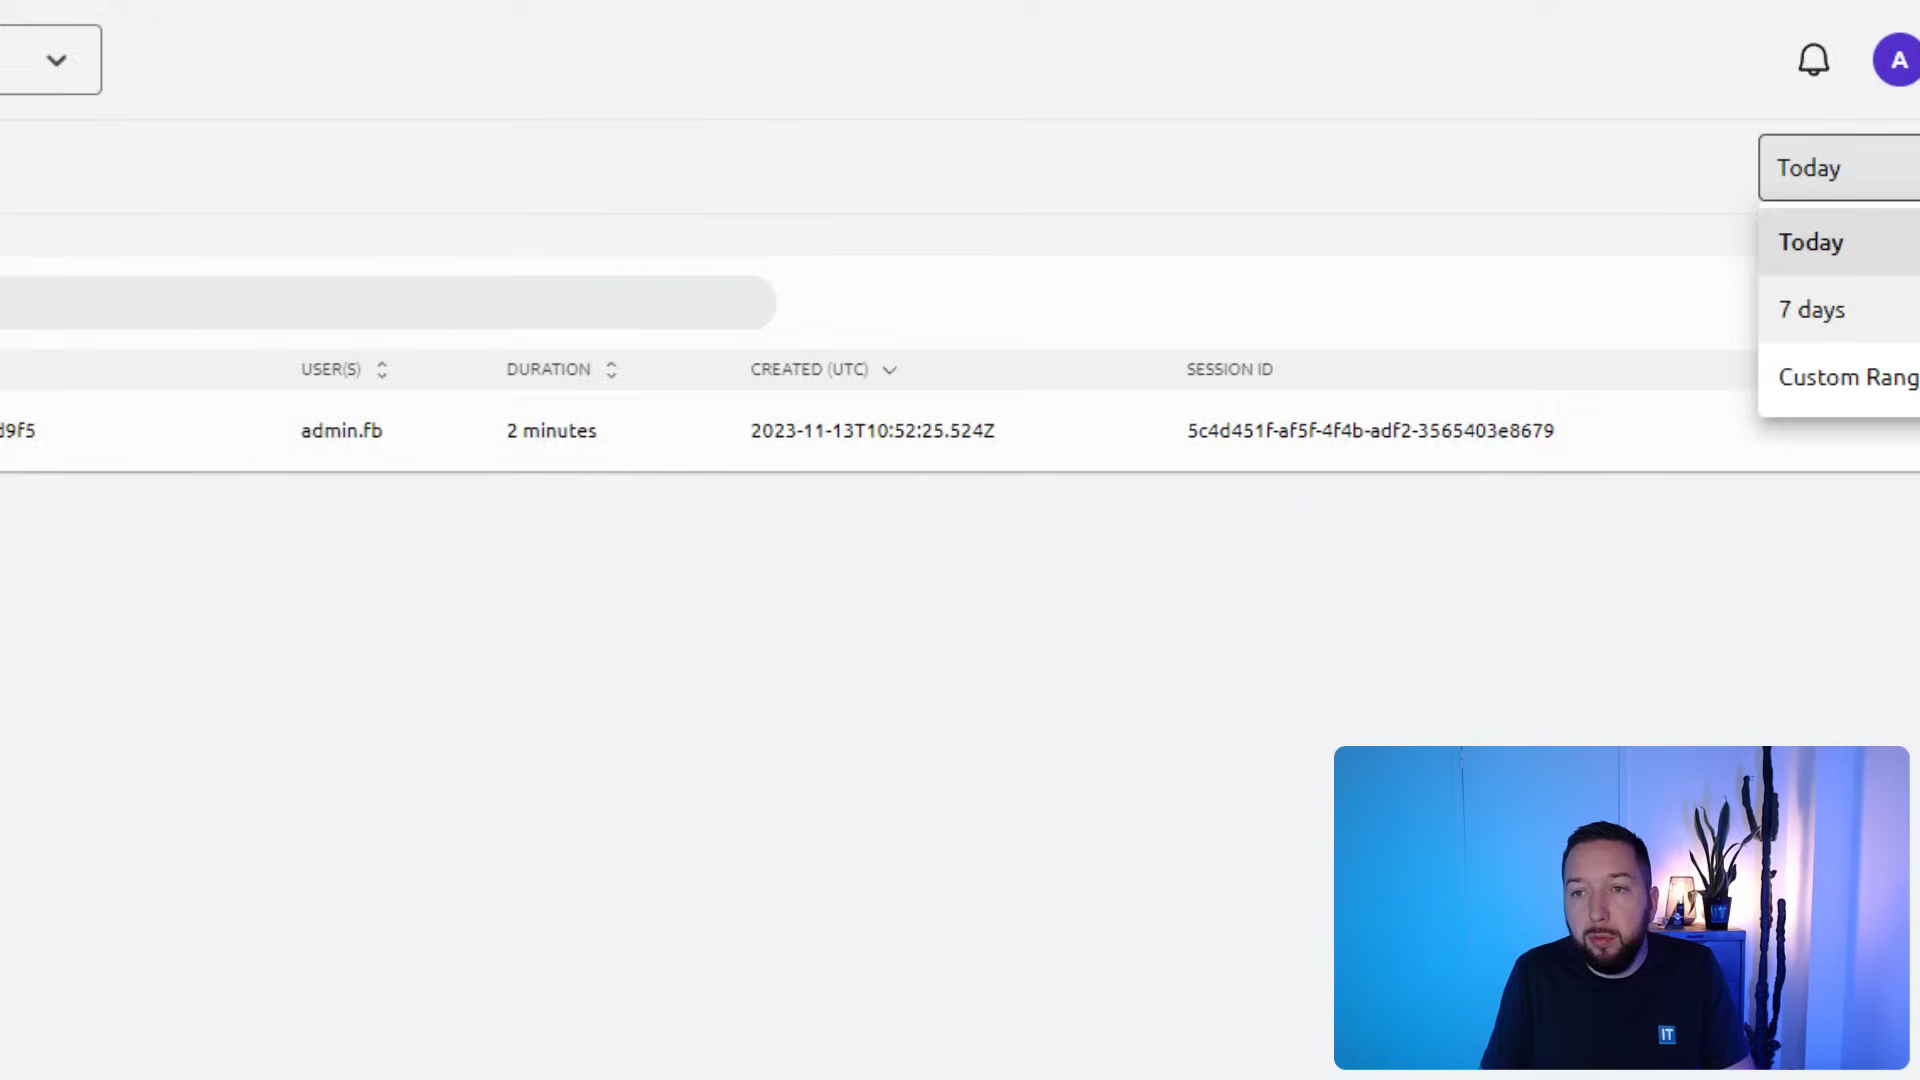 A
Today
Today
7 days
Custom Rang
USER(S) DURATION CREATED (UTC) SESSION ID
d9f5 admin.fb 2 minutes 2023-11-13T10:52:25.524Z 5c4d451f-af5f-4f4b-adf2-3565403e8679
IT
IT